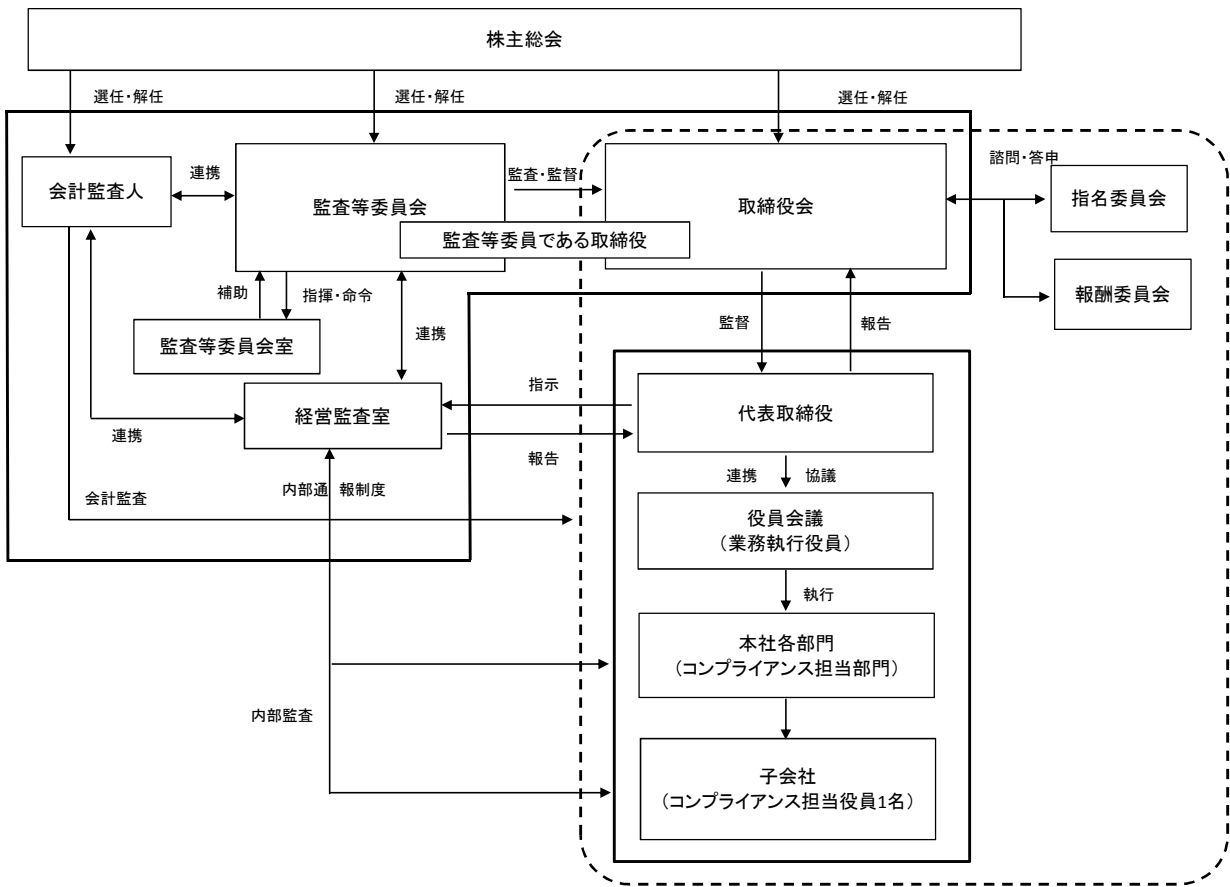 株主総会
選任・解任
選任・解任
選任・解任
会計監査人
連携
監査等委員会
監査・監督
取締役会
諮問・答申
指名委員会
監査等委員である取締役
報酬委員会
補助
指揮・命令
監査等委員会室
連携
監督
報告
経営監査室
指示
代表取締役
連携
報告
連携
協議
内部通 報制度
会計監査
役員会議
(業務執行役員)
執行
本社各部門
(コンプライアンス担当部門)
内部監査
子会社
(コンプライアンス担当役員1名)